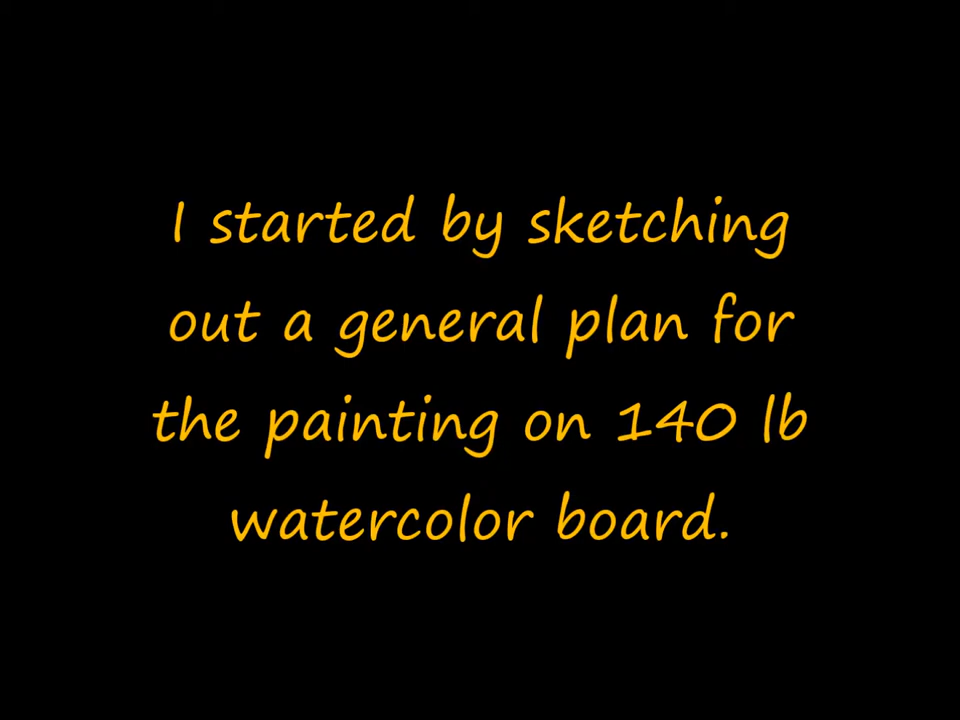 I started by sketching
out a general plan for
the painting on 140 lb
watercolor board.